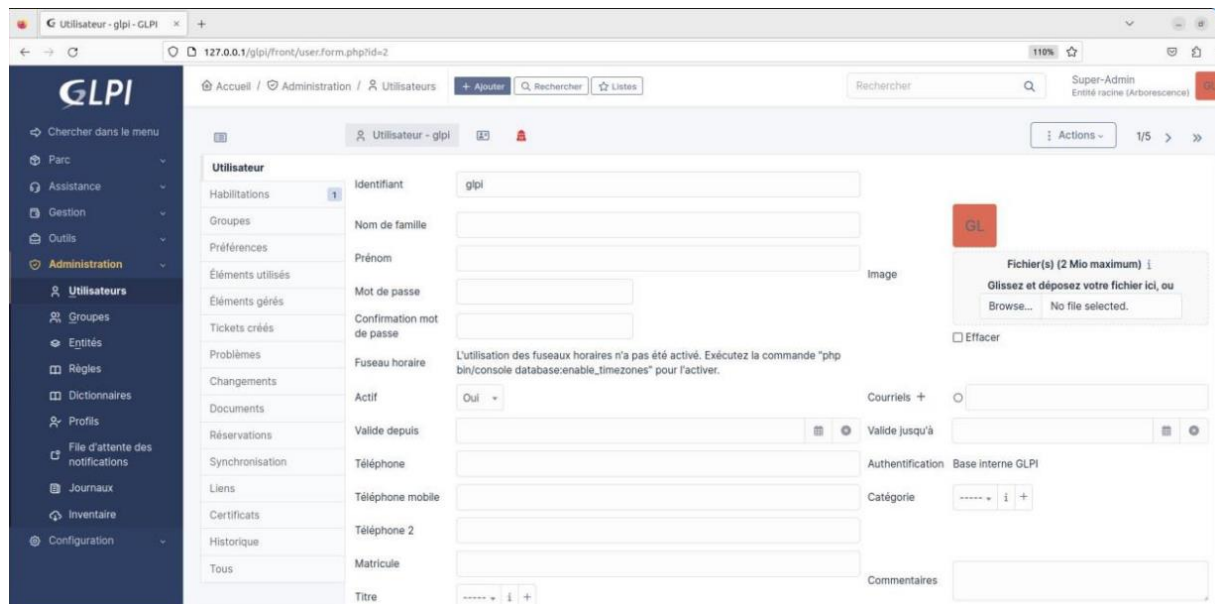 Utilisateur - glpi - GLPI × +
127.0.0.1/glpi/front/user.form.php?id=2 110%
GLPI
Accueil / Administration / Utilisateurs + Ajouter Rechercher Listes Rechercher Super-Admin
Entité racine (Arborescence)
GL
Chercher dans le menu
Parc
Assistance
Gestion
Outils
Administration
Utilisateurs
Groupes
Entités
Règles
Dictionnaires
Profils
File d'attente des
notifications
Journaux
Inventaire
Configuration
Utilisateur - glpi Actions 1/5
Utilisateur
Habilitations 1
Groupes
Préférences
Éléments utilisés
Éléments gérés
Tickets créés
Problèmes
Changements
Documents
Réservations
Synchronisation
Liens
Certificats
Historique
Tous
Identifiant glpi
Nom de famille
Prénom
Mot de passe
Confirmation mot
de passe
Fuseau horaire L'utilisation des fuseaux horaires n'a pas été activé. Exécutez la commande "php
bin/console database:enable_timezones" pour l'activer.
Actif Oui
Valide depuis
Téléphone
Téléphone mobile
Téléphone 2
Matricule
Titre ----- i +
Image
GL
Fichier(s) (2 Mio maximum) i
Glissez et déposez votre fichier ici, ou
Browse... No file selected.
Effacer
Courriels +
Valide jusqu'à
Authentification Base interne GLPI
Catégorie ----- i +
Commentaires